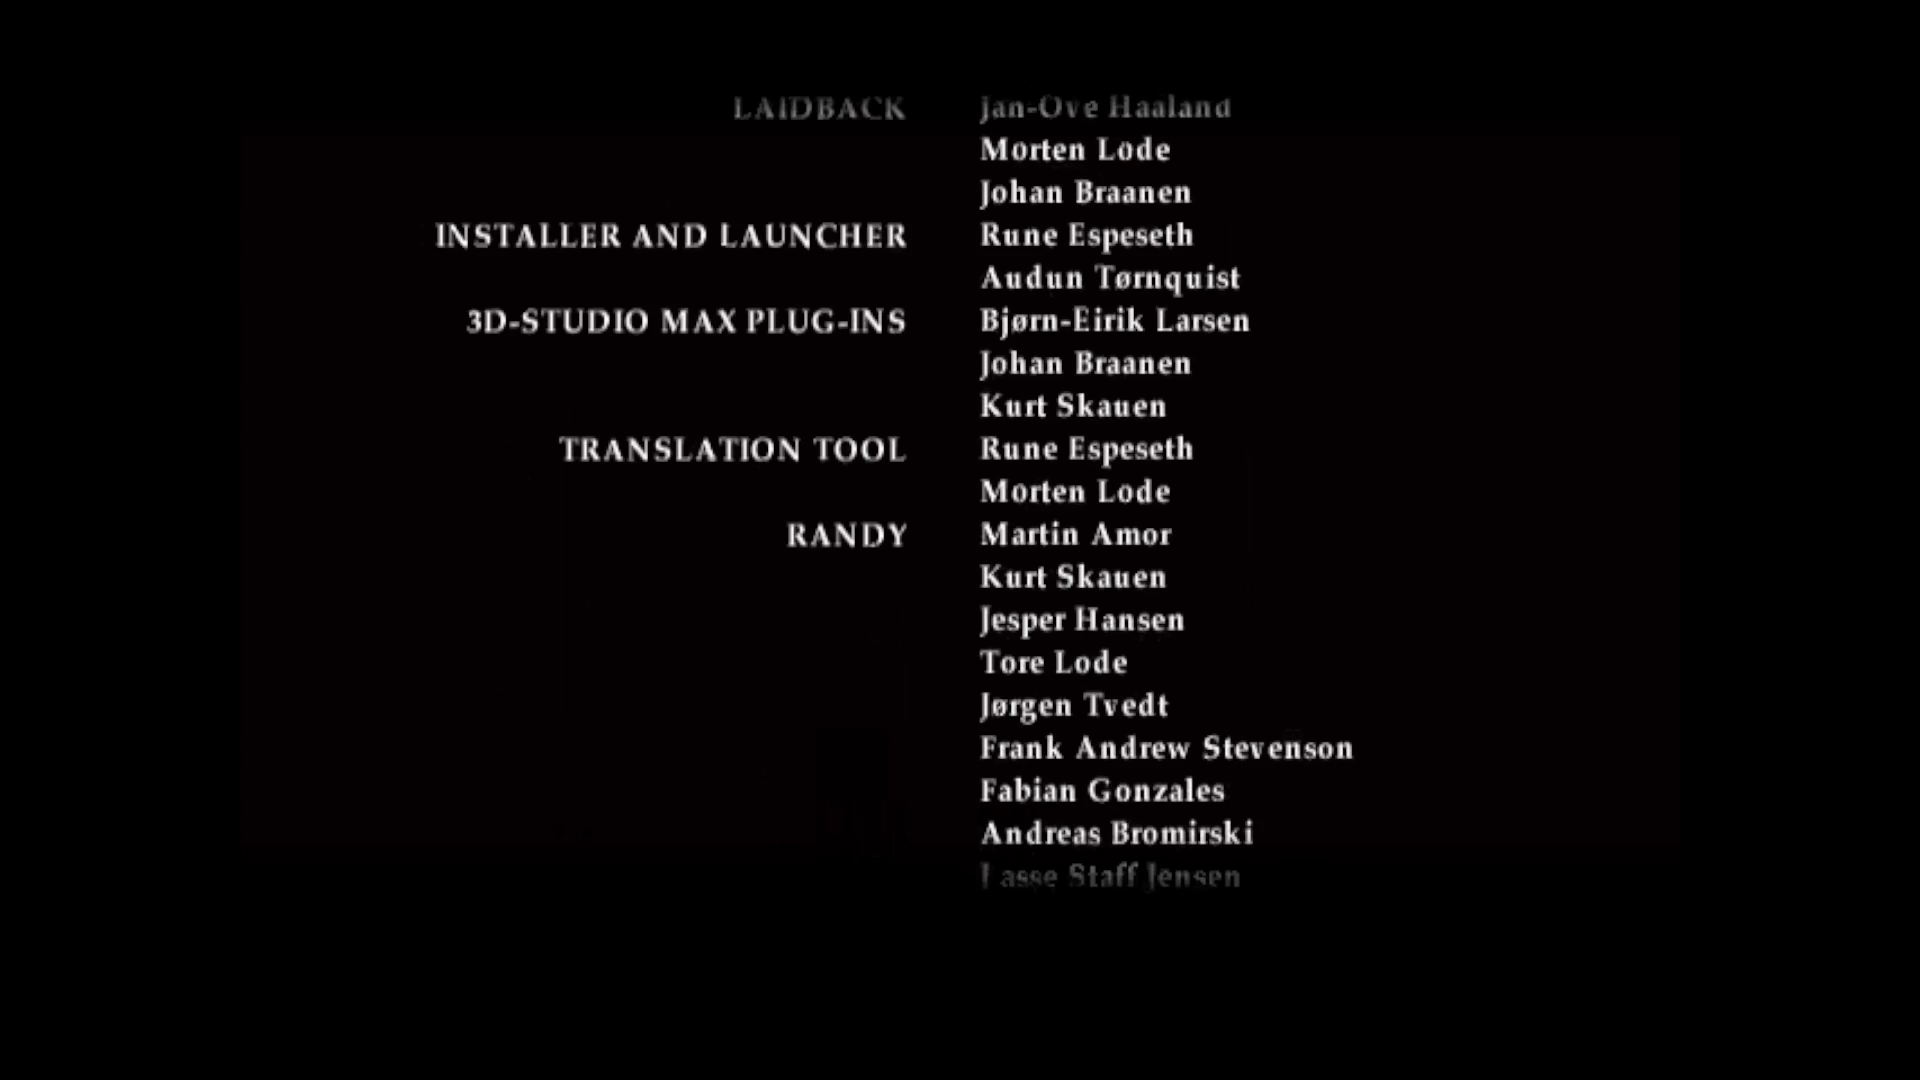 LAIDBACK Jan-Ove Haaland
Morten Lode
Johan Braanen
INSTALLER AND LAUNCHER Rune Espeseth
Audun Tørnquist
3D-STUDIO MAX PLUG-INS Bjørn-Eirik Larsen
Johan Braanen
Kurt Skauen
TRANSLATION TOOL Rune Espeseth
Morten Lode
RANDY Martin Amor
Kurt Skauen
Jesper Hansen
Tore Lode
Jørgen Tvedt
Frank Andrew Stevenson
Fabian Gonzales
Andreas Bromirski
Lasse Staff Jensen